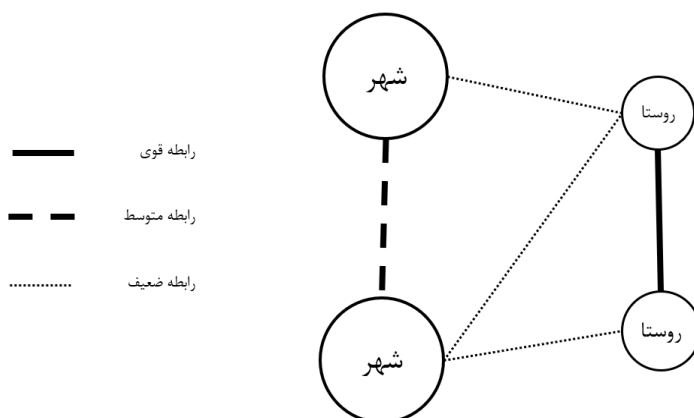 شهر
روستا
رابطه قوی
رابطه متوسط
رابطه ضعیف
روستا
شهر